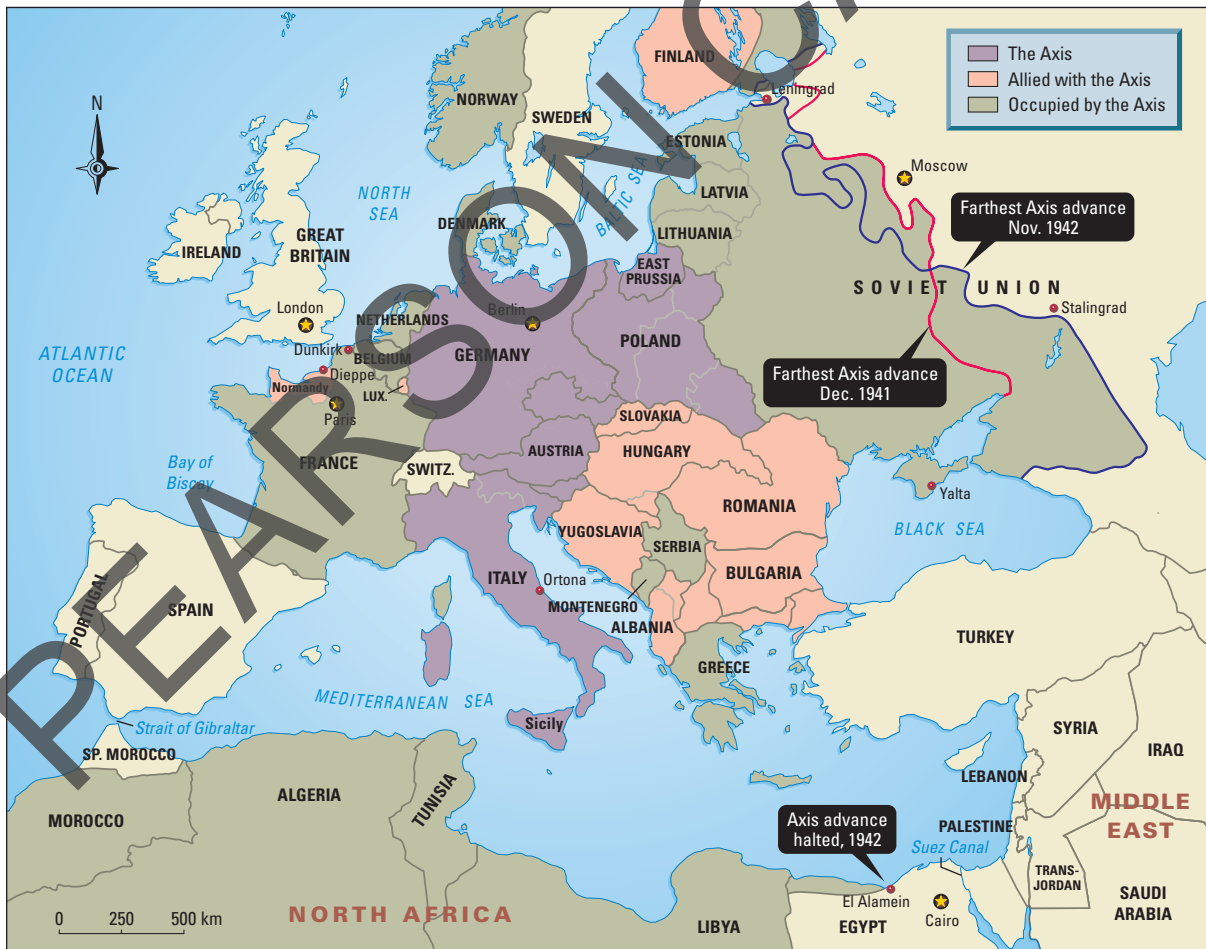 The Axis
Allied with the Axis
Occupied by the Axis
N
FINLAND
NORWAY
SWEDEN
Leningrad
ESTONIA
BALTIC SEA
LATVIA
LITHUANIA
Moscow
Farthest Axis advance
Nov. 1942
NORTH
SEA
DENMARK
IRELAND
GREAT
BRITAIN
EAST
PRUSSIA
SOVIET UNION
Stalingrad
London
NETHERLANDS
Berlin
Dunkirk
BELGIUM
GERMANY
POLAND
ATLANTIC
OCEAN
Dieppe
Normandy
LUX.
Paris
Farthest Axis advance
Dec. 1941
SLOVAKIA
AUSTRIA
HUNGARY
FRANCE
SWITZ.
Bay of
Biscay
ROMANIA
Yalta
YUGOSLAVIA
SERBIA
BLACK SEA
ITALY
Ortona
BULGARIA
MONTENEGRO
ALBANIA
PORTUGAL
SPAIN
GREECE
TURKEY
MEDITERRANEAN SEA
Sicily
Strait of Gibraltar
SP. MOROCCO
SYRIA
IRAQ
LEBANON
ALGERIA
TUNISIA
MOROCCO
Axis advance
halted, 1942
PALESTINE
Suez Canal
MIDDLE
EAST
TRANS-
JORDAN
El Alamein
SAUDI
ARABIA
0 250 500 km
NORTH AFRICA
LIBYA
EGYPT
Cairo
PEARSON